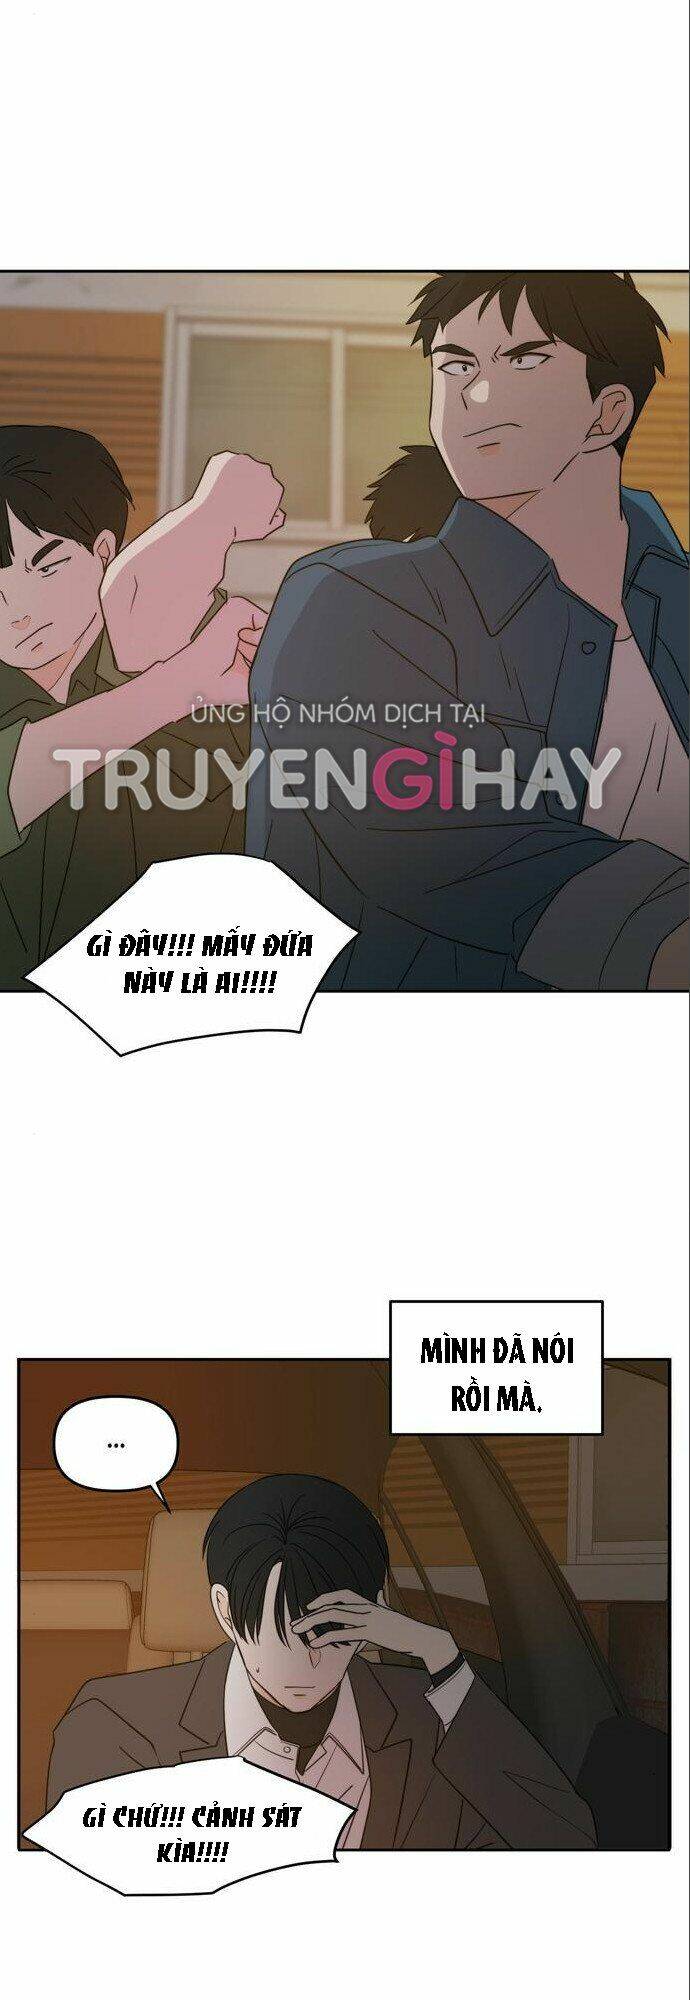 ỦNG HỘ NHÓM DỊCH TẠI
TRUYENGÌHAY
GÌ ĐÂY!!! MẤY ĐỨA
NÀY LÀ AI!!!!
MÌNH ĐÃ NÓI
RỒI MÀ.
...
GÌ CHỨ!!! CẢNH SÁT
KÌA!!!!